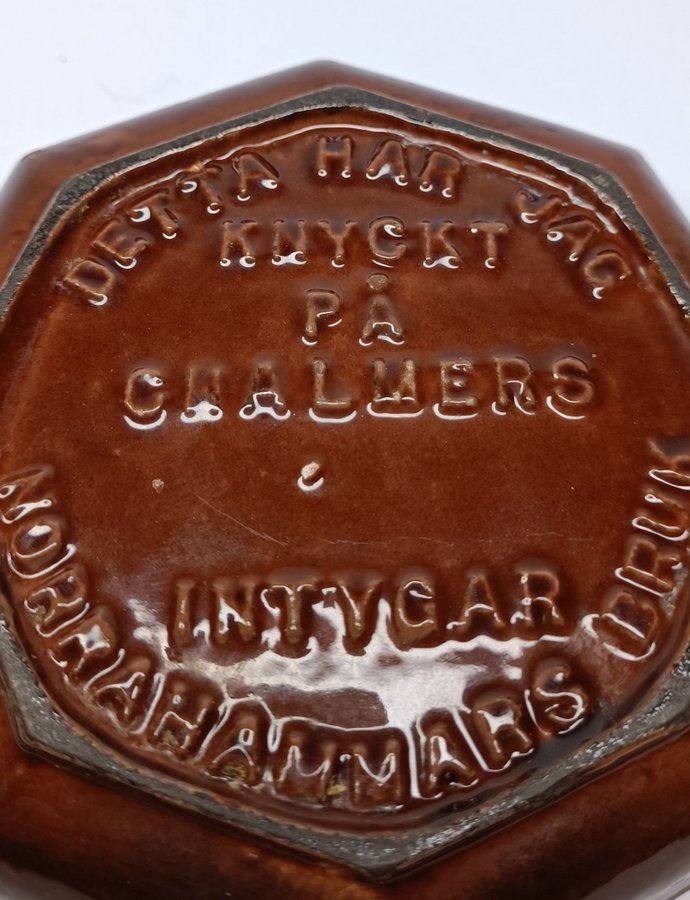 DETTA HAR JAG
KNYCKT
PÅ
CHALMERS
INTYGAR
NORRAHAMMARS BRUK